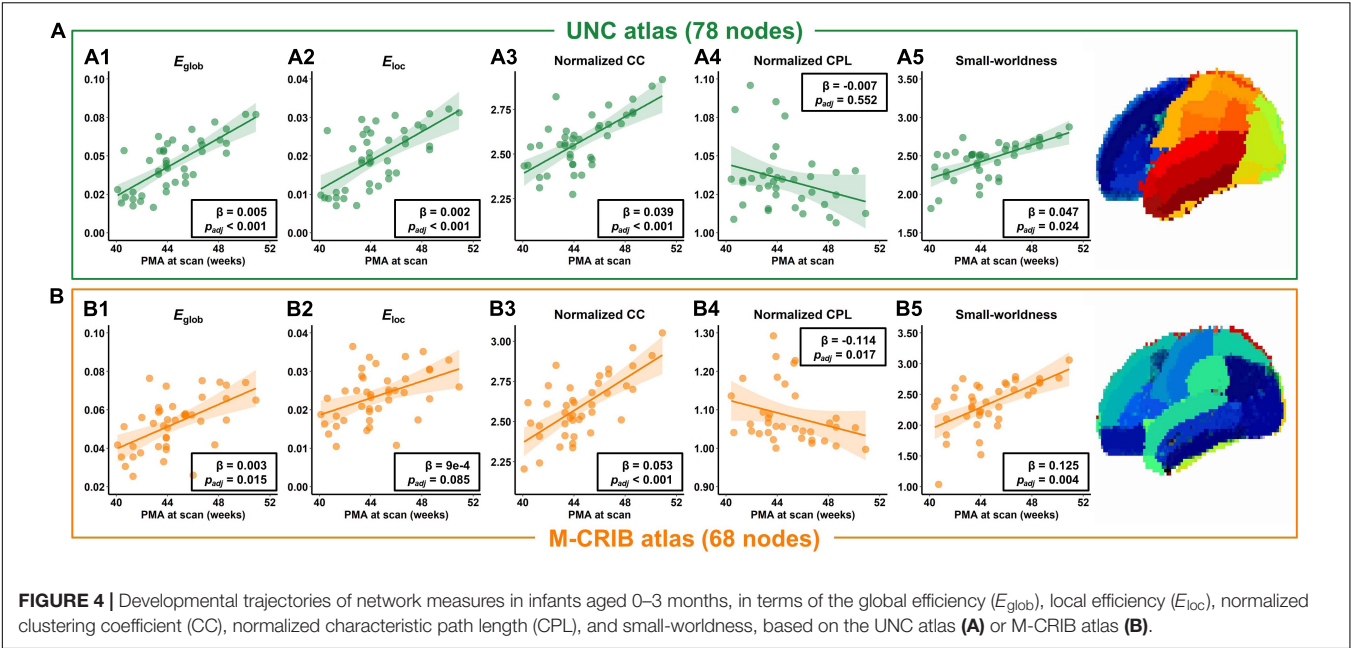 A
UNC atlas (78 nodes)
A1
Eglob
0.10
0.08
0.05
0.02
0.00
40
44
48
52
PMA at scan (weeks)
β = 0.005
padj < 0.001
A2
Eloc
0.04
0.03
0.02
0.01
0.00
40
44
48
52
PMA at scan (weeks)
β = 0.002
padj < 0.001
A3
Normalized CC
2.75
2.50
2.25
40
44
48
52
PMA at scan
β = 0.039
padj < 0.001
A4
Normalized CPL
1.10
1.08
1.05
1.02
1.00
40
44
48
52
PMA at scan
β = -0.007
padj = 0.552
A5
Small-worldness
3.50
3.00
2.50
2.00
1.50
40
44
48
52
PMA at scan (weeks)
β = 0.047
padj = 0.024
B
B1
Eglob
0.10
0.08
0.06
0.04
0.02
40
44
48
52
PMA at scan (weeks)
β = 0.003
padj = 0.015
B2
Eloc
0.04
0.03
0.02
0.01
0.00
40
44
48
52
PMA at scan (weeks)
β = 9e-4
padj = 0.085
B3
Normalized CC
3.00
2.75
2.50
2.25
40
44
48
52
PMA at scan
β = 0.053
padj < 0.001
B4
Normalized CPL
1.30
1.20
1.10
1.00
0.90
40
44
48
52
PMA at scan
β = -0.114
padj = 0.017
B5
Small-worldness
3.50
3.00
2.50
2.00
1.50
1.00
40
44
48
52
PMA at scan (weeks)
β = 0.125
padj = 0.004
M-CRIB atlas (68 nodes)
FIGURE 4 | Developmental trajectories of network measures in infants aged 0–3 months, in terms of the global efficiency (Eglob), local efficiency (Eloc), normalized
clustering coefficient (CC), normalized characteristic path length (CPL), and small-worldness, based on the UNC atlas (A) or M-CRIB atlas (B).